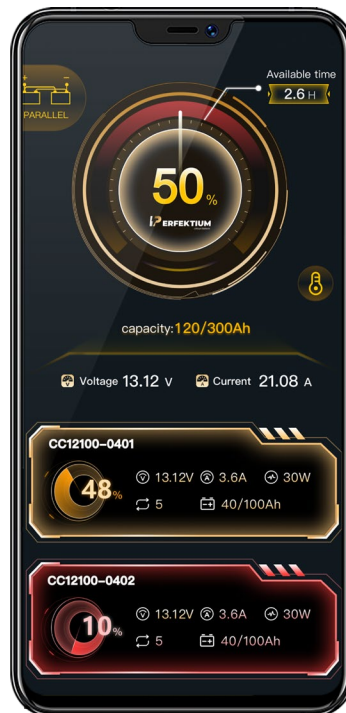 Available time
2.6 H
+ −
PARALLEL
50%
PERFEKTIUM
capacity:120/300Ah
Voltage 13.12 V Current 21.08 A
CC12100-0401
48% 13.12V 3.6A 30W
5 40/100Ah
CC12100-0402
10% 13.12V 3.6A 30W
5 40/100Ah